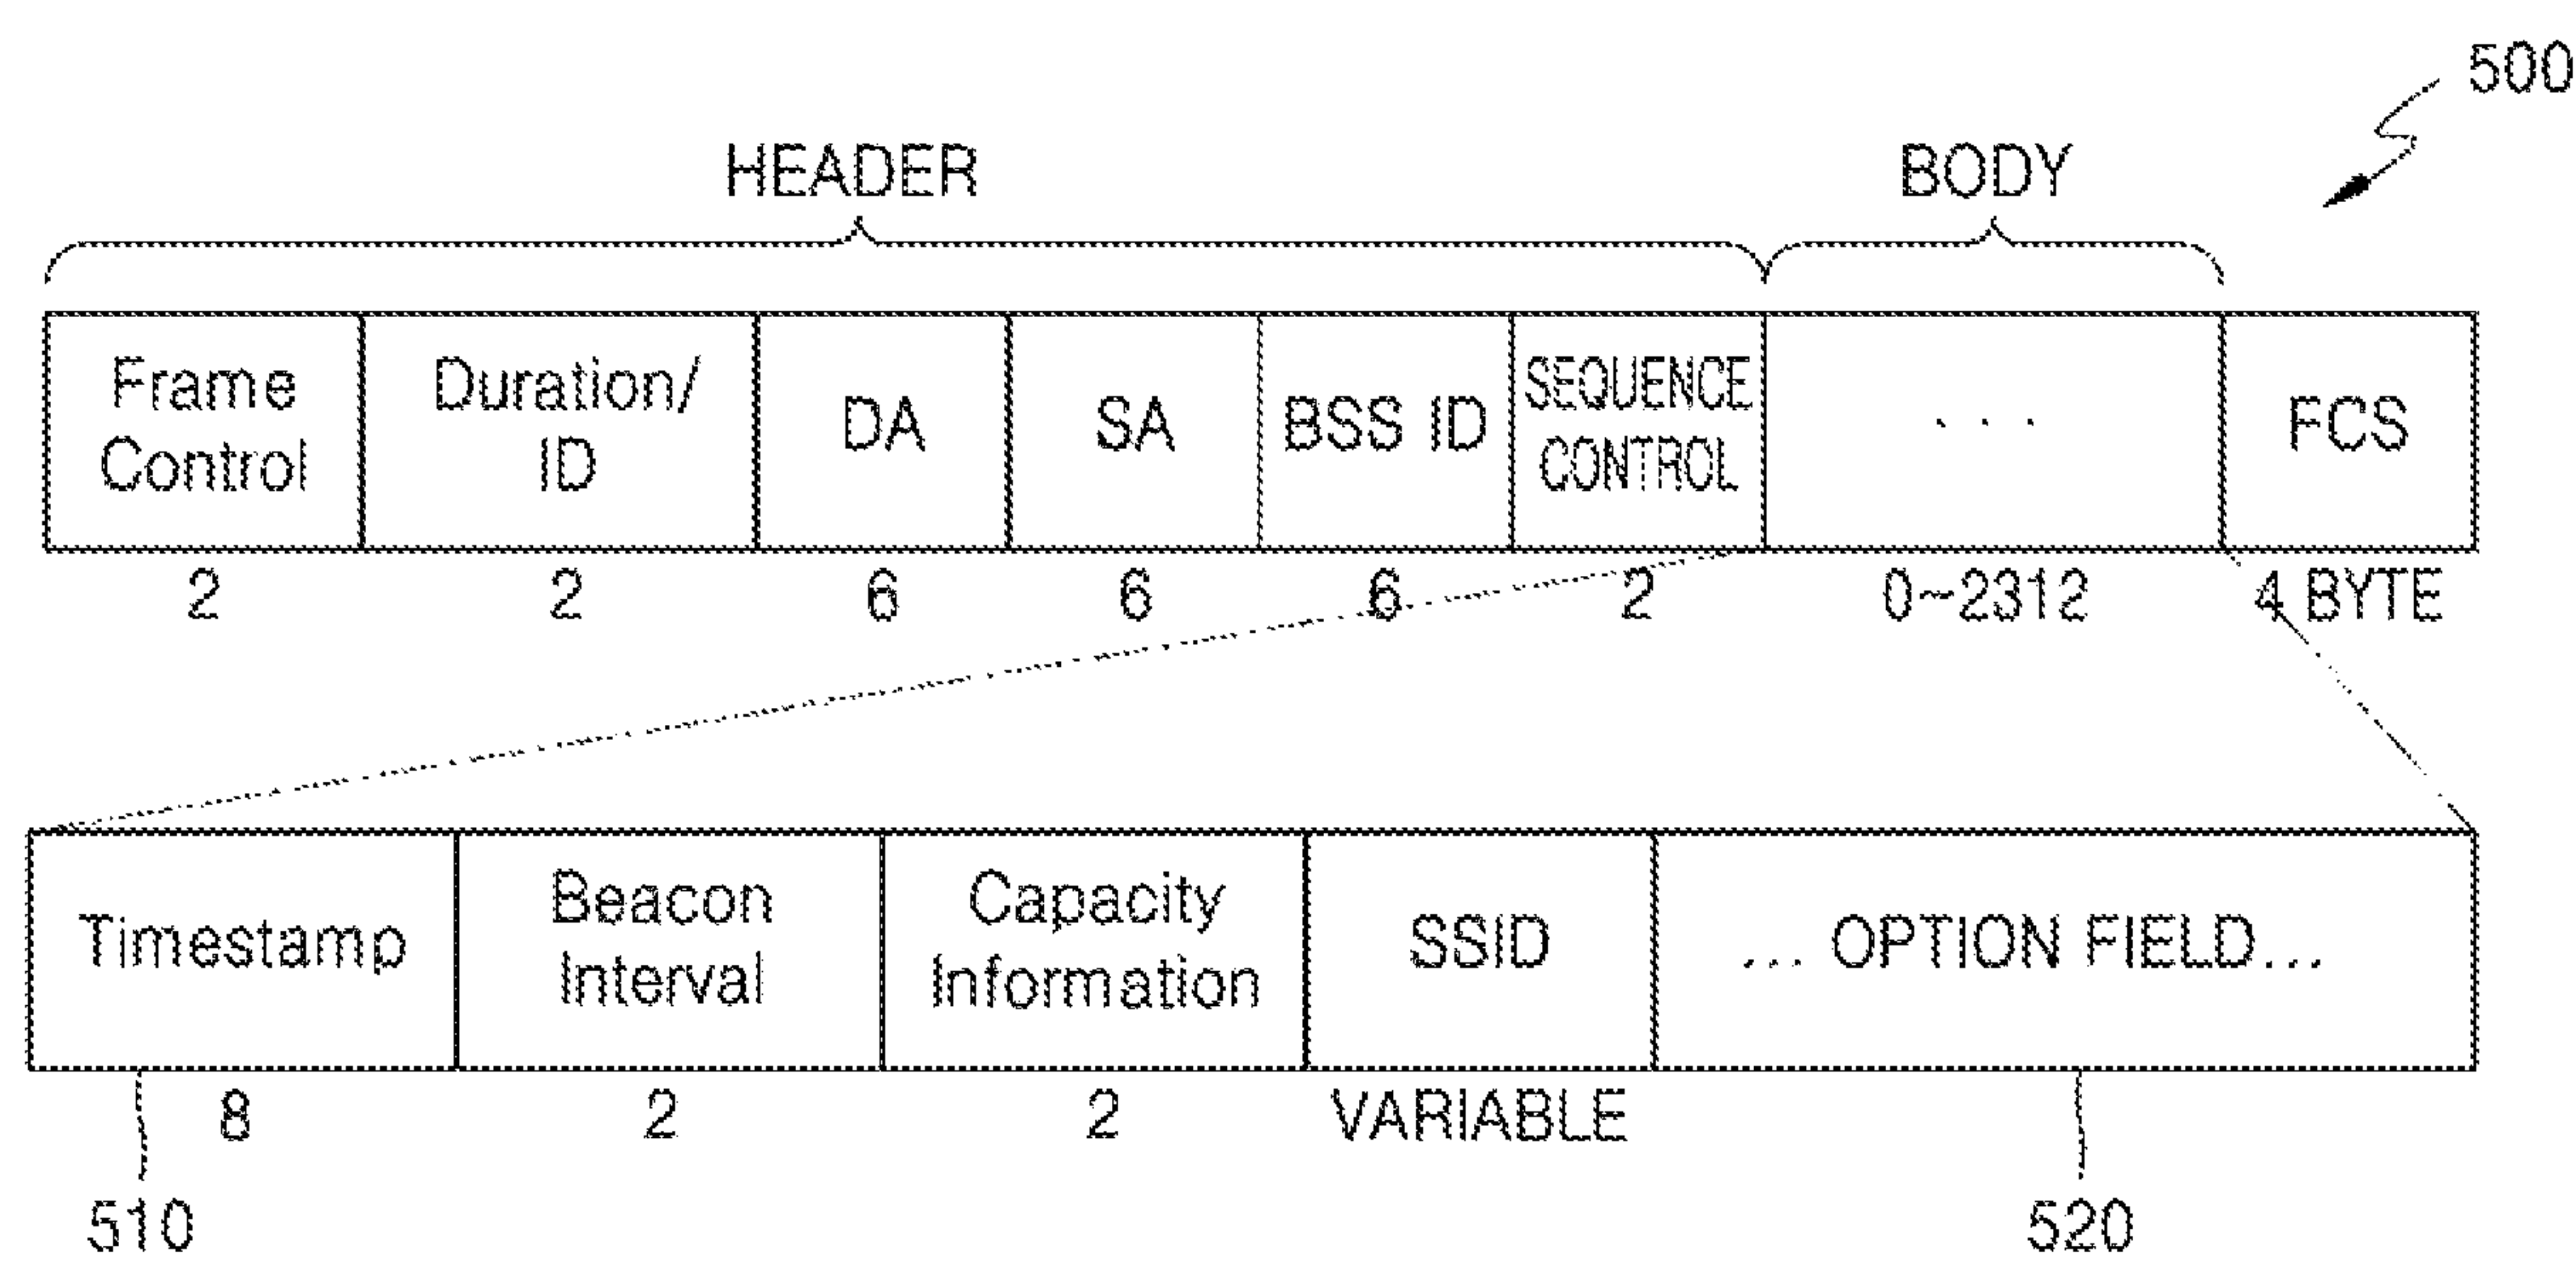 500
HEADER BODY
Frame Control Duration/ ID DA SA BSS ID SEQUENCE CONTROL . . . FCS
2 2 6 6 6 2 0~2312 4 BYTE
Timestamp Beacon Interval Capacity Information SSID ... OPTION FIELD...
8 2 2 VARIABLE
510 520